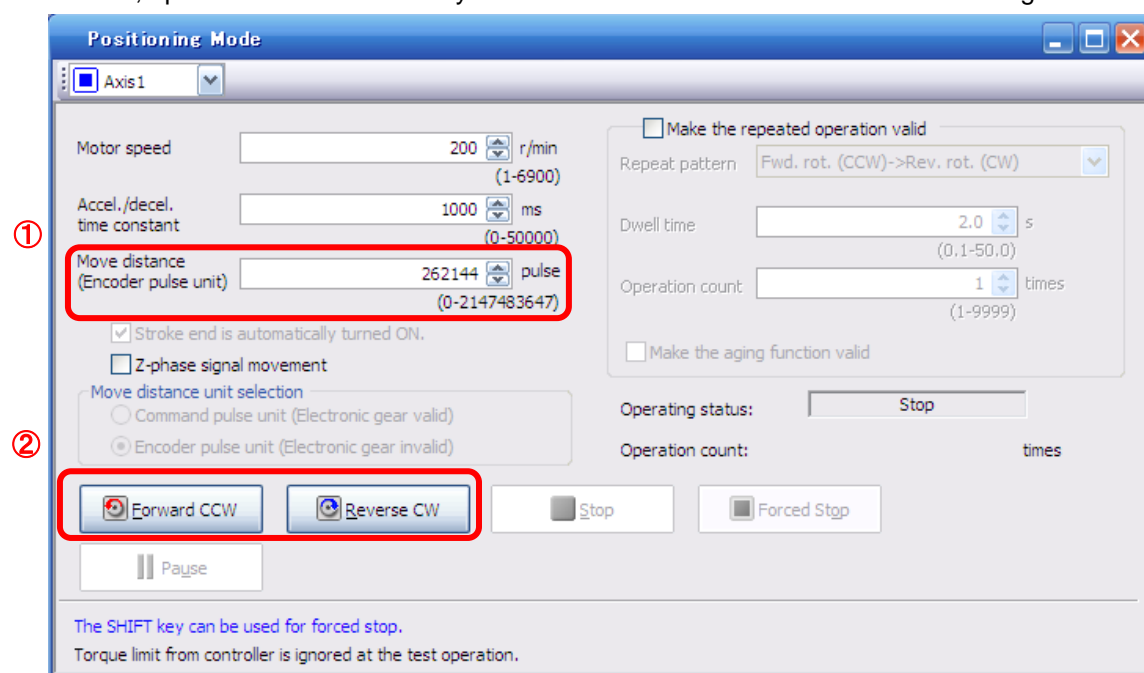 Positioning Mode
Axis1
Motor speed 200 r/min
(1-6900)
Accel./decel.
time constant 1000 ms
(0-50000)
①
Move distance
(Encoder pulse unit) 262144 pulse
(0-2147483647)
Stroke end is automatically turned ON.
Z-phase signal movement
Move distance unit selection
Command pulse unit (Electronic gear valid)
Encoder pulse unit (Electronic gear invalid)
Make the repeated operation valid
Repeat pattern Fwd. rot. (CCW)->Rev. rot. (CW)
Dwell time 2.0 s
(0.1-50.0)
Operation count 1 times
(1-9999)
Make the aging function valid
Operating status: Stop
Operation count: times
②
Forward CCW Reverse CW Stop Forced Stop
Pause
The SHIFT key can be used for forced stop.
Torque limit from controller is ignored at the test operation.